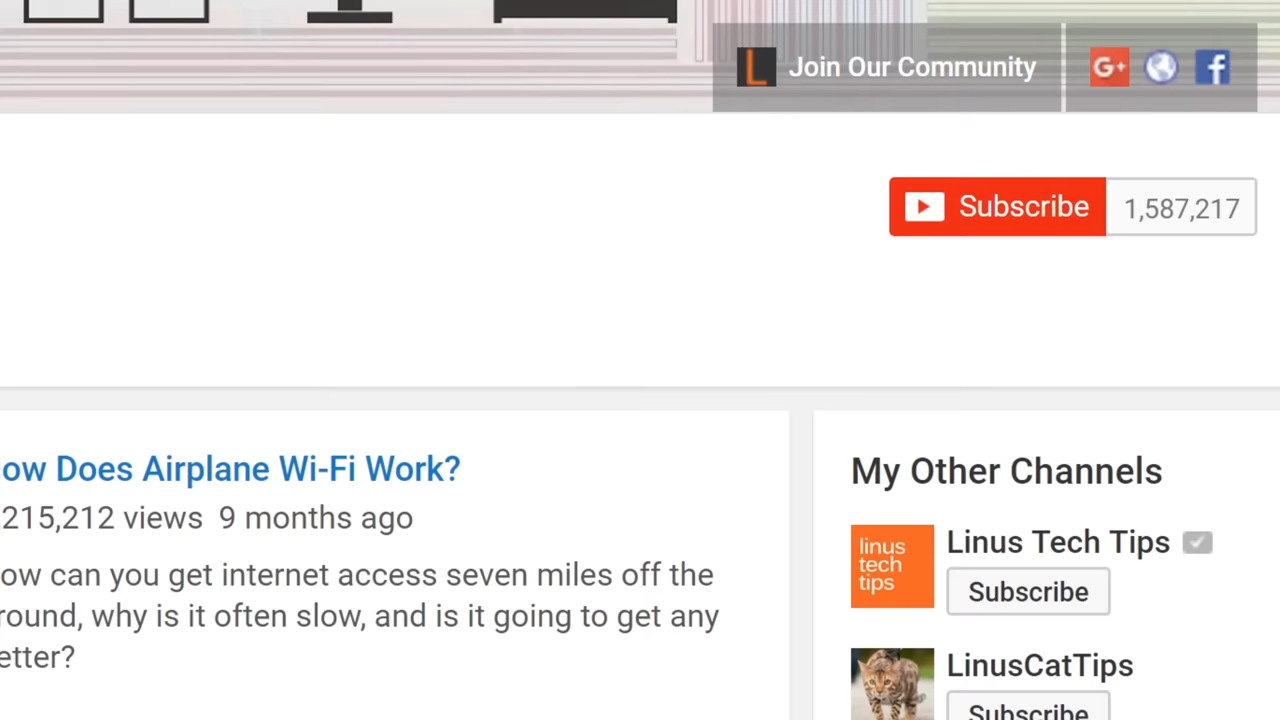 L Join Our Community G+ f
Subscribe 1,587,217
ow Does Airplane Wi-Fi Work?
,215,212 views 9 months ago
ow can you get internet access seven miles off the
round, why is it often slow, and is it going to get any
etter?
My Other Channels
linus
tech
tips
Linus Tech Tips
Subscribe
LinusCatTips
Subscribe